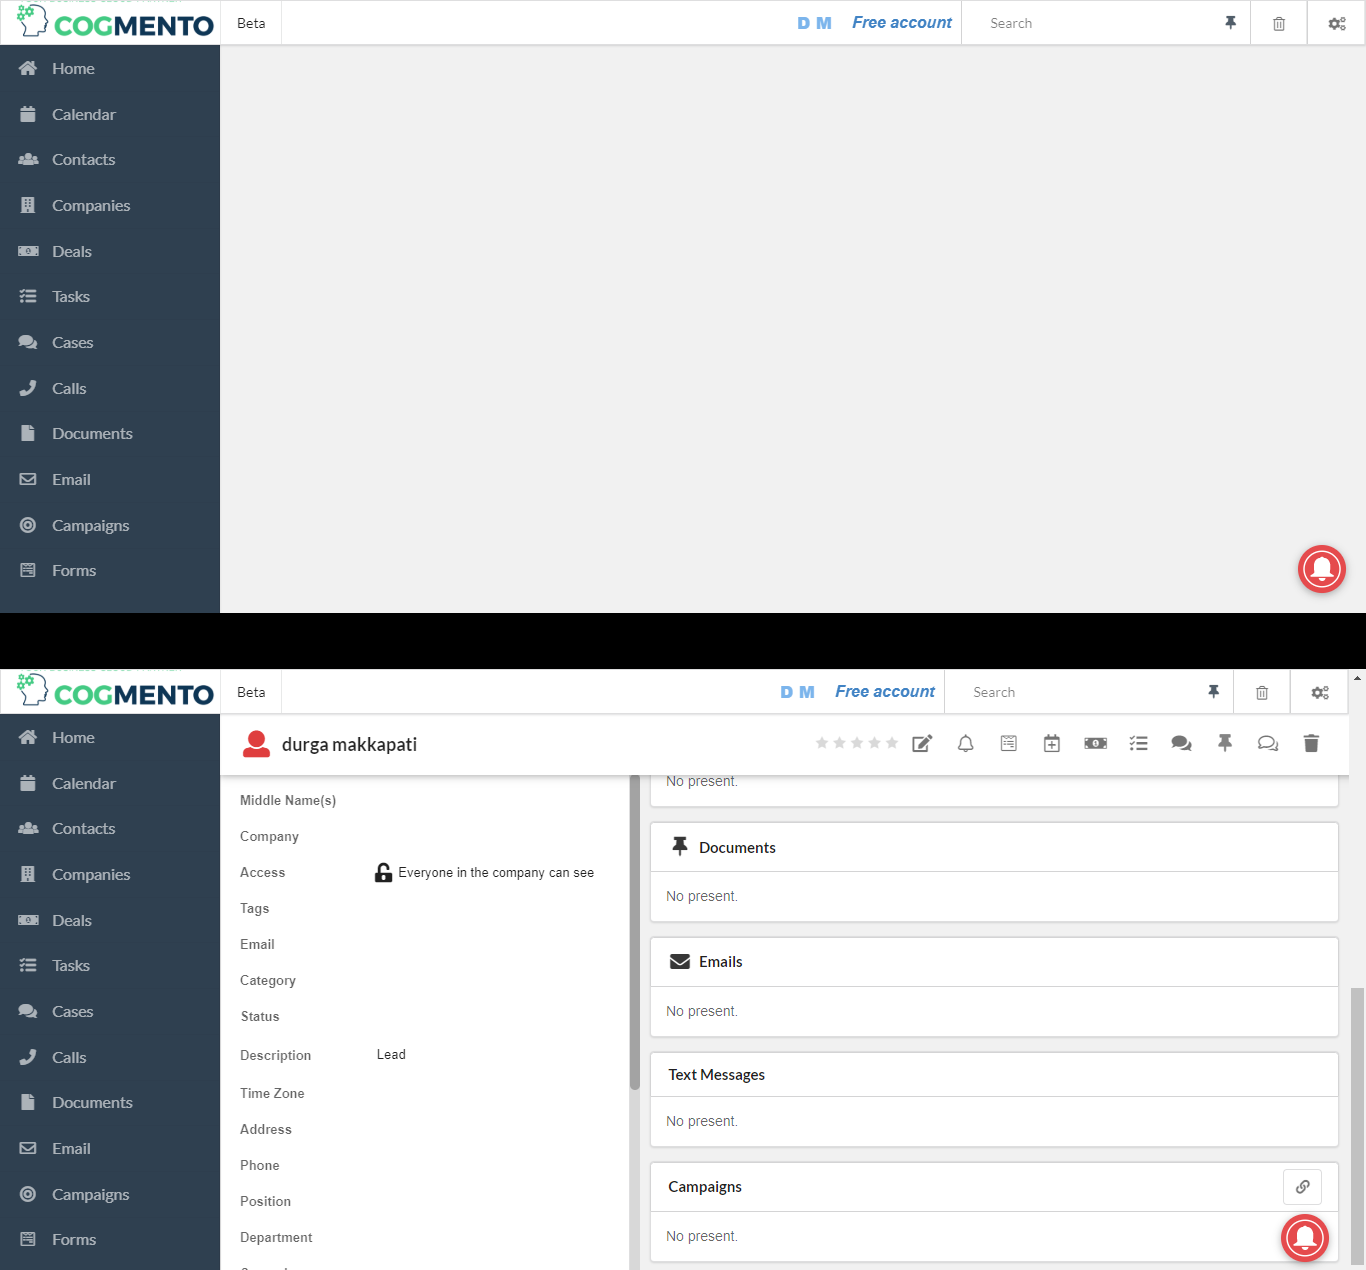 COGMENTO
Beta
D M
Free account
Search
Home
Calendar
Contacts
Companies
Deals
Tasks
Cases
Calls
Documents
Email
Campaigns
Forms
COGMENTO
Beta
D M
Free account
Search
Home
Calendar
Contacts
Companies
Deals
Tasks
Cases
Calls
Documents
Email
Campaigns
Forms
durga makkapati
Middle Name(s)
Company
Access Everyone in the company can see
Tags
Email
Category
Status
Description Lead
Time Zone
Address
Phone
Position
Department
No present.
Documents
No present.
Emails
No present.
Text Messages
No present.
Campaigns
No present.